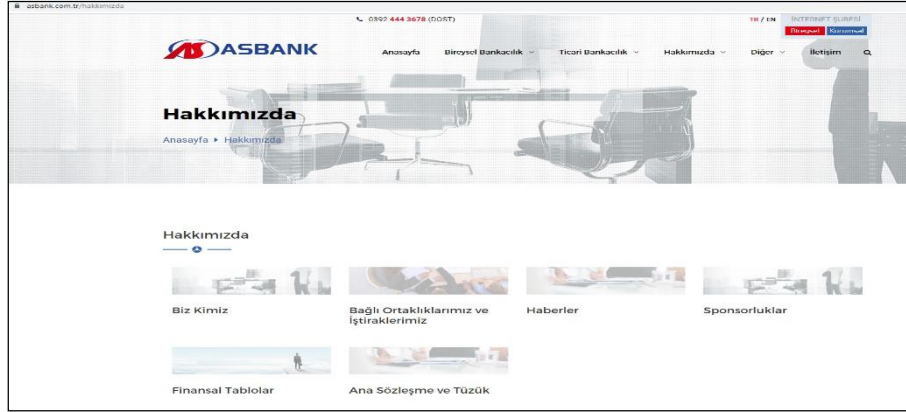 asbank.com.tr/hakkimizda
0392 444 3678 (DOST)
TR / EN
İNTERNET ŞUBESİ
Bireysel Kurumsal
ASBANK
Anasayfa Bireysel Bankacılık Ticari Bankacılık Hakkımızda Diğer İletişim
Hakkımızda
Anasayfa ▸ Hakkımızda
Hakkımızda
Biz Kimiz
Bağlı Ortaklıklarımız ve
İştiraklerimiz
Haberler
Sponsorluklar
Finansal Tablolar
Ana Sözleşme ve Tüzük